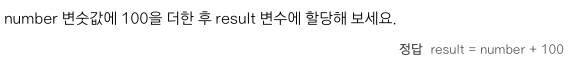 number 변숫값에 100을 더한 후 result 변수에 할당해 보세요.
정답 result = number + 100